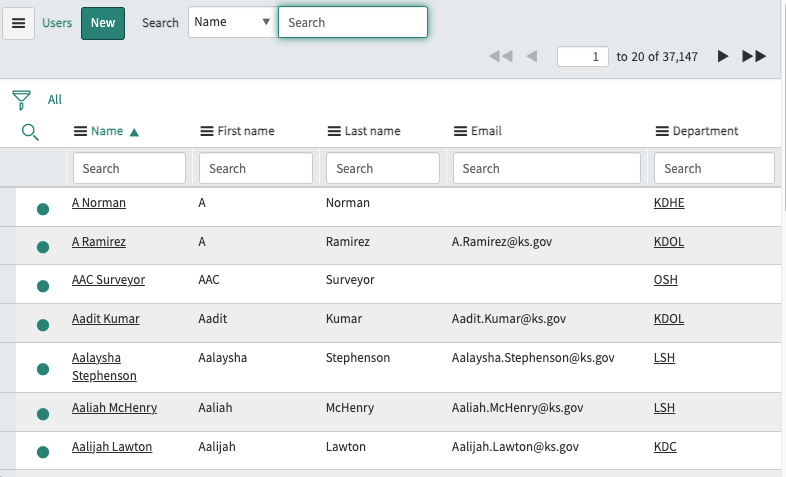 Users New Search Name Search
1 to 20 of 37,147
All
Name First name Last name Email Department
Search Search Search Search Search
A Norman A Norman KDHE
A Ramirez A Ramirez A.Ramirez@ks.gov KDOL
AAC Surveyor AAC Surveyor OSH
Aadit Kumar Aadit Kumar Aadit.Kumar@ks.gov KDOL
Aalaysha Stephenson Aalaysha Stephenson Aalaysha.Stephenson@ks.gov LSH
Aaliah McHenry Aaliah McHenry Aaliah.McHenry@ks.gov LSH
Aalijah Lawton Aalijah Lawton Aalijah.Lawton@ks.gov KDC